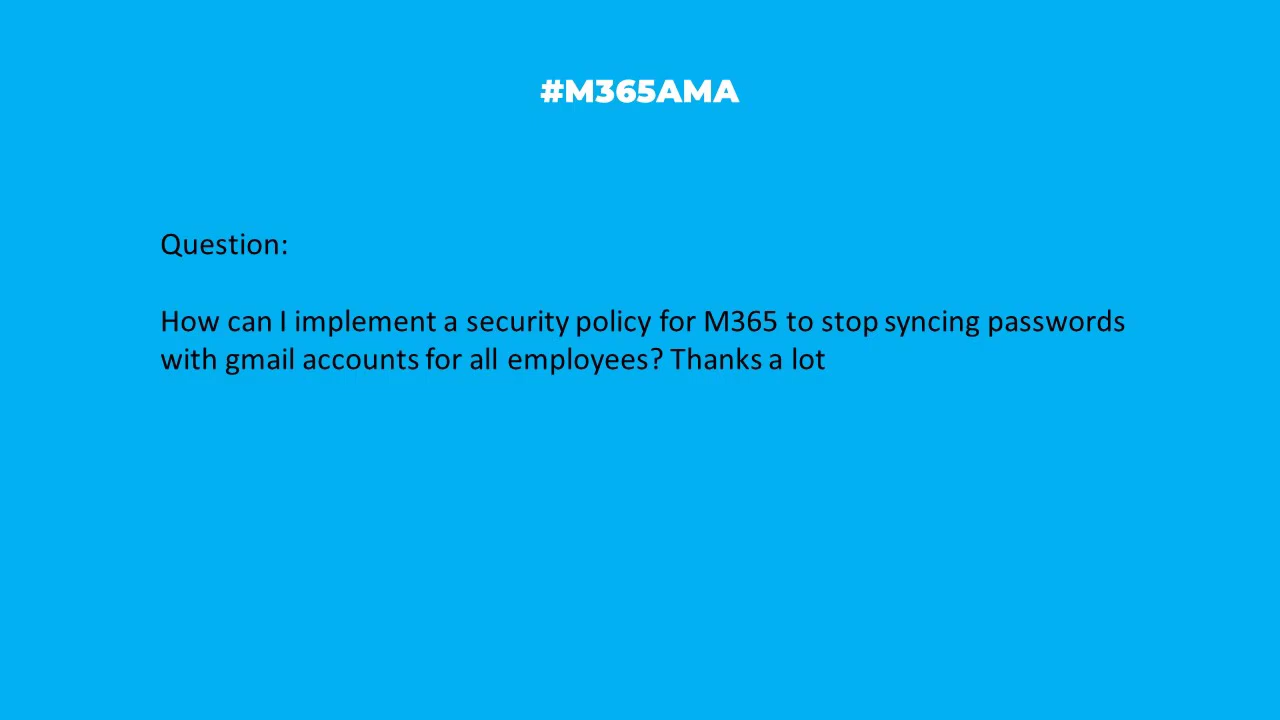 #M365AMA
Question:
How can I implement a security policy for M365 to stop syncing passwords
with gmail accounts for all employees? Thanks a lot